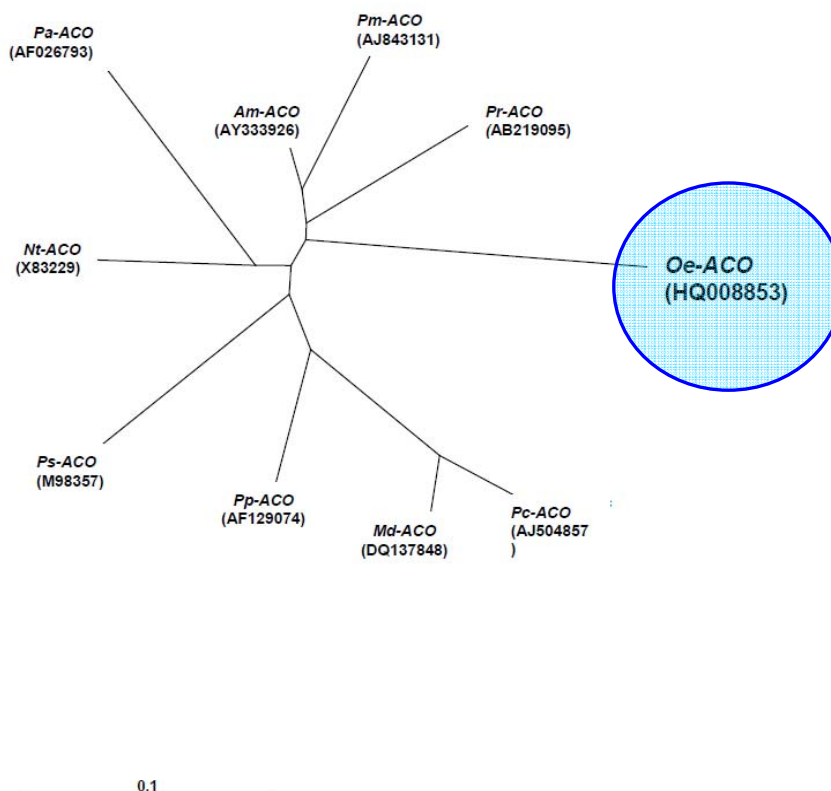 Pm-ACO
(AJ843131)
Pa-ACO
(AF026793)
Am-ACO
(AY333926)
Pr-ACO
(AB219095)
Nt-ACO
(X83229)
Oe-ACO
(HQ008853)
Ps-ACO
(M98357)
Pp-ACO
(AF129074)
Md-ACO
(DQ137848)
Pc-ACO
(AJ504857
)
0.1